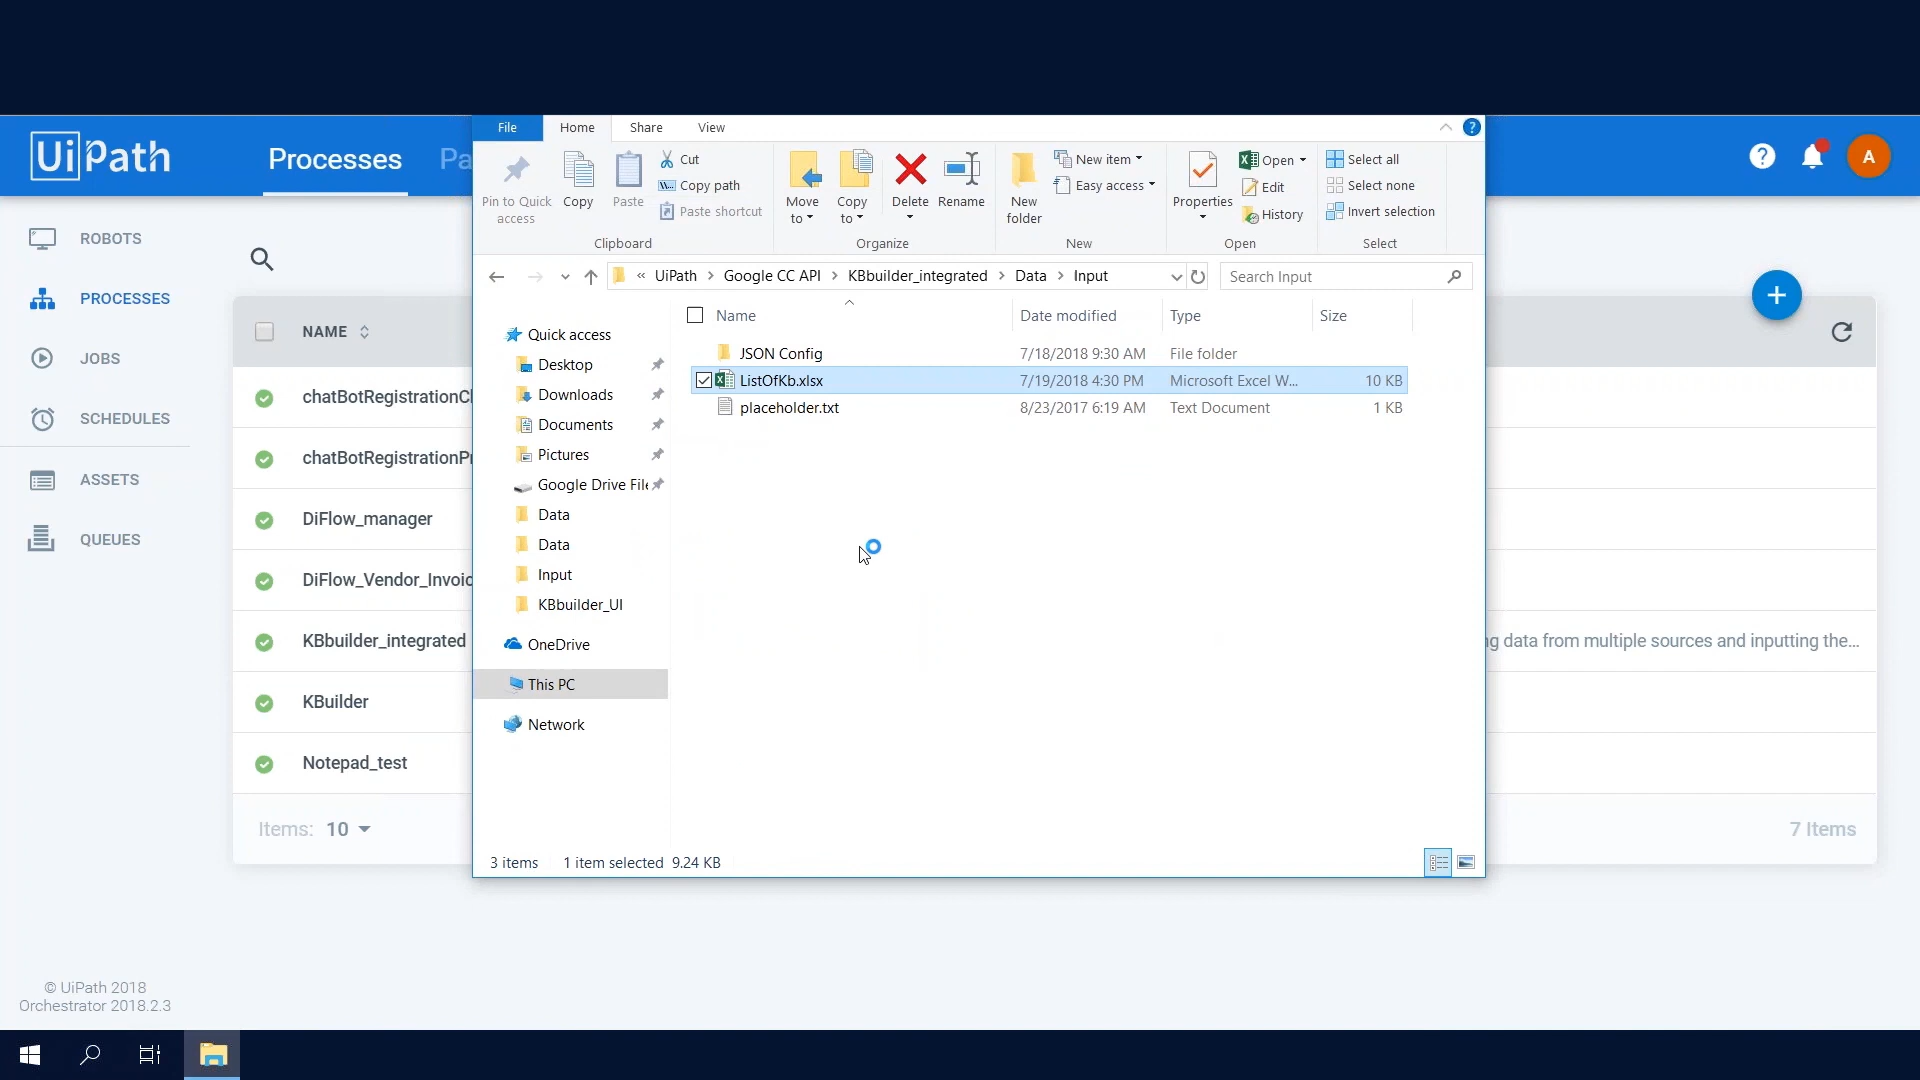 UiPath
Processes
Pa
A
ROBOTS
PROCESSES
JOBS
SCHEDULES
ASSETS
QUEUES
NAME
chatBotRegistrationCl
chatBotRegistrationPr
DiFlow_manager
DiFlow_Vendor_Invoic
KBbuilder_integrated
KBuilder
Notepad_test
Items: 10
ng data from multiple sources and inputting the...
7 Items
© UiPath 2018
Orchestrator 2018.2.3
File
Home
Share
View
Pin to Quick access
Copy
Paste
Cut
Copy path
Paste shortcut
Clipboard
Move to
Copy to
Delete
Rename
Organize
New folder
New item
Easy access
New
Properties
Open
Edit
History
Open
Select all
Select none
Invert selection
Select
« UiPath > Google CC API > KBbuilder_integrated > Data > Input
Search Input
Name
Date modified
Type
Size
JSON Config 7/18/2018 9:30 AM File folder
ListOfKb.xlsx 7/19/2018 4:30 PM Microsoft Excel W... 10 KB
placeholder.txt 8/23/2017 6:19 AM Text Document 1 KB
Quick access
Desktop
Downloads
Documents
Pictures
Google Drive File
Data
Data
Input
KBbuilder_UI
OneDrive
This PC
Network
3 items 1 item selected 9.24 KB